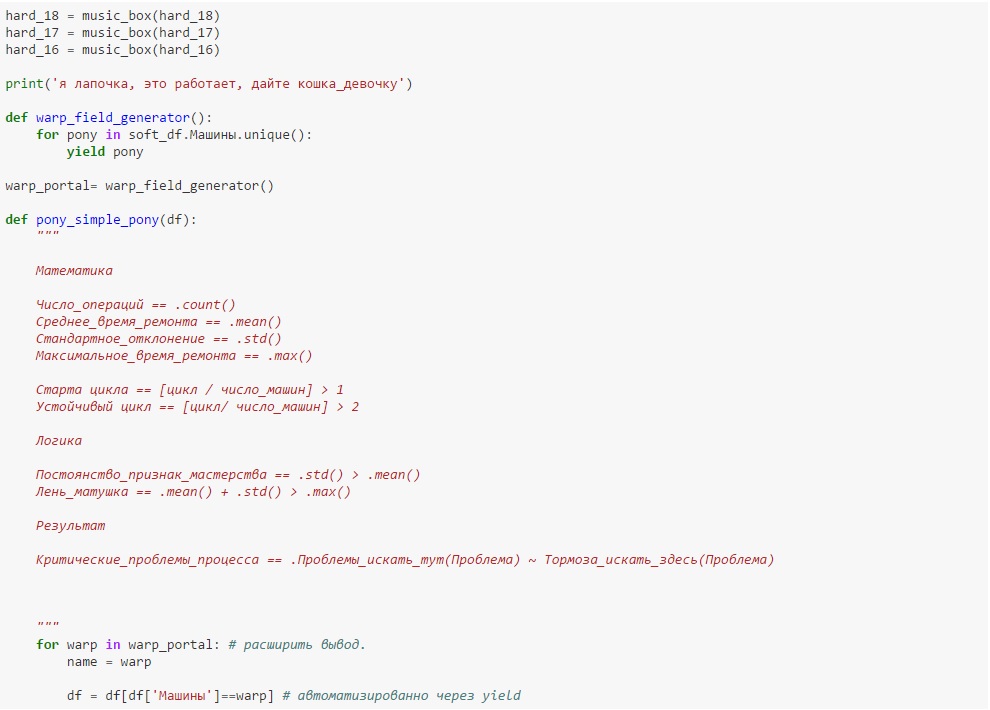 hard_18 = music_box(hard_18)
hard_17 = music_box(hard_17)
hard_16 = music_box(hard_16)
print('я лапочка, это работает, дайте кошка_девочку')
def warp_field_generator():
for pony in soft_df.Машины.unique():
yield pony
warp_portal= warp_field_generator()
def pony_simple_pony(df):
"""
Математика
Число_операций == .count()
Среднее_время_ремонта == .mean()
Стандартное_отклонение == .std()
Максимальное_время_ремонта == .max()
Старта цикла == [цикл / число_машин] > 1
Устойчивый цикл == [цикл/ число_машин] > 2
Логика
Постоянство_признак_мастерства == .std() > .mean()
Лень_матушка == .mean() + .std() > .max()
Результат
Критические_проблемы_процесса == .Проблемы_искать_тут(Проблема) ~ Тормоза_искать_здесь(Проблема)
"""
for warp in warp_portal: # расширить вывод.
name = warp
df = df[df['Машины']==warp] # автоматизированно через yield